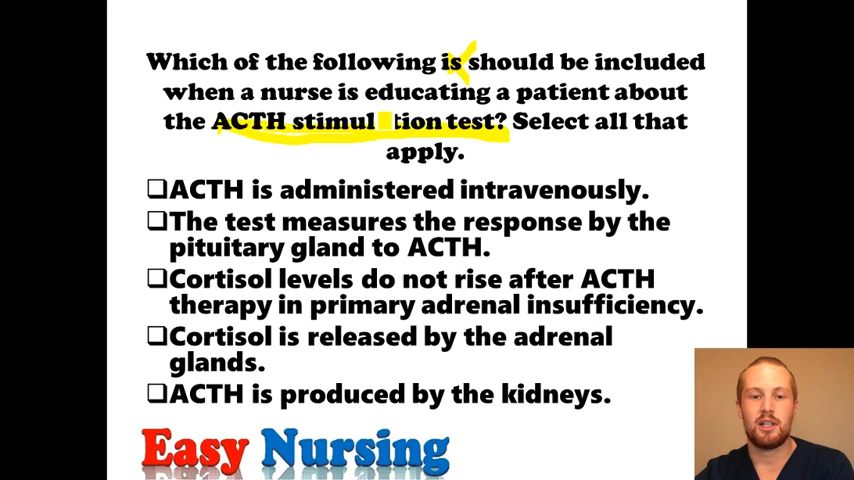 Which of the following is should be included
when a nurse is educating a patient about
the ACTH stimul tion test? Select all that
apply.
❑ACTH is administered intravenously.
❑The test measures the response by the
pituitary gland to ACTH.
❑Cortisol levels do not rise after ACTH
therapy in primary adrenal insufficiency.
❑Cortisol is released by the adrenal
glands.
❑ACTH is produced by the kidneys.
Easy Nursing